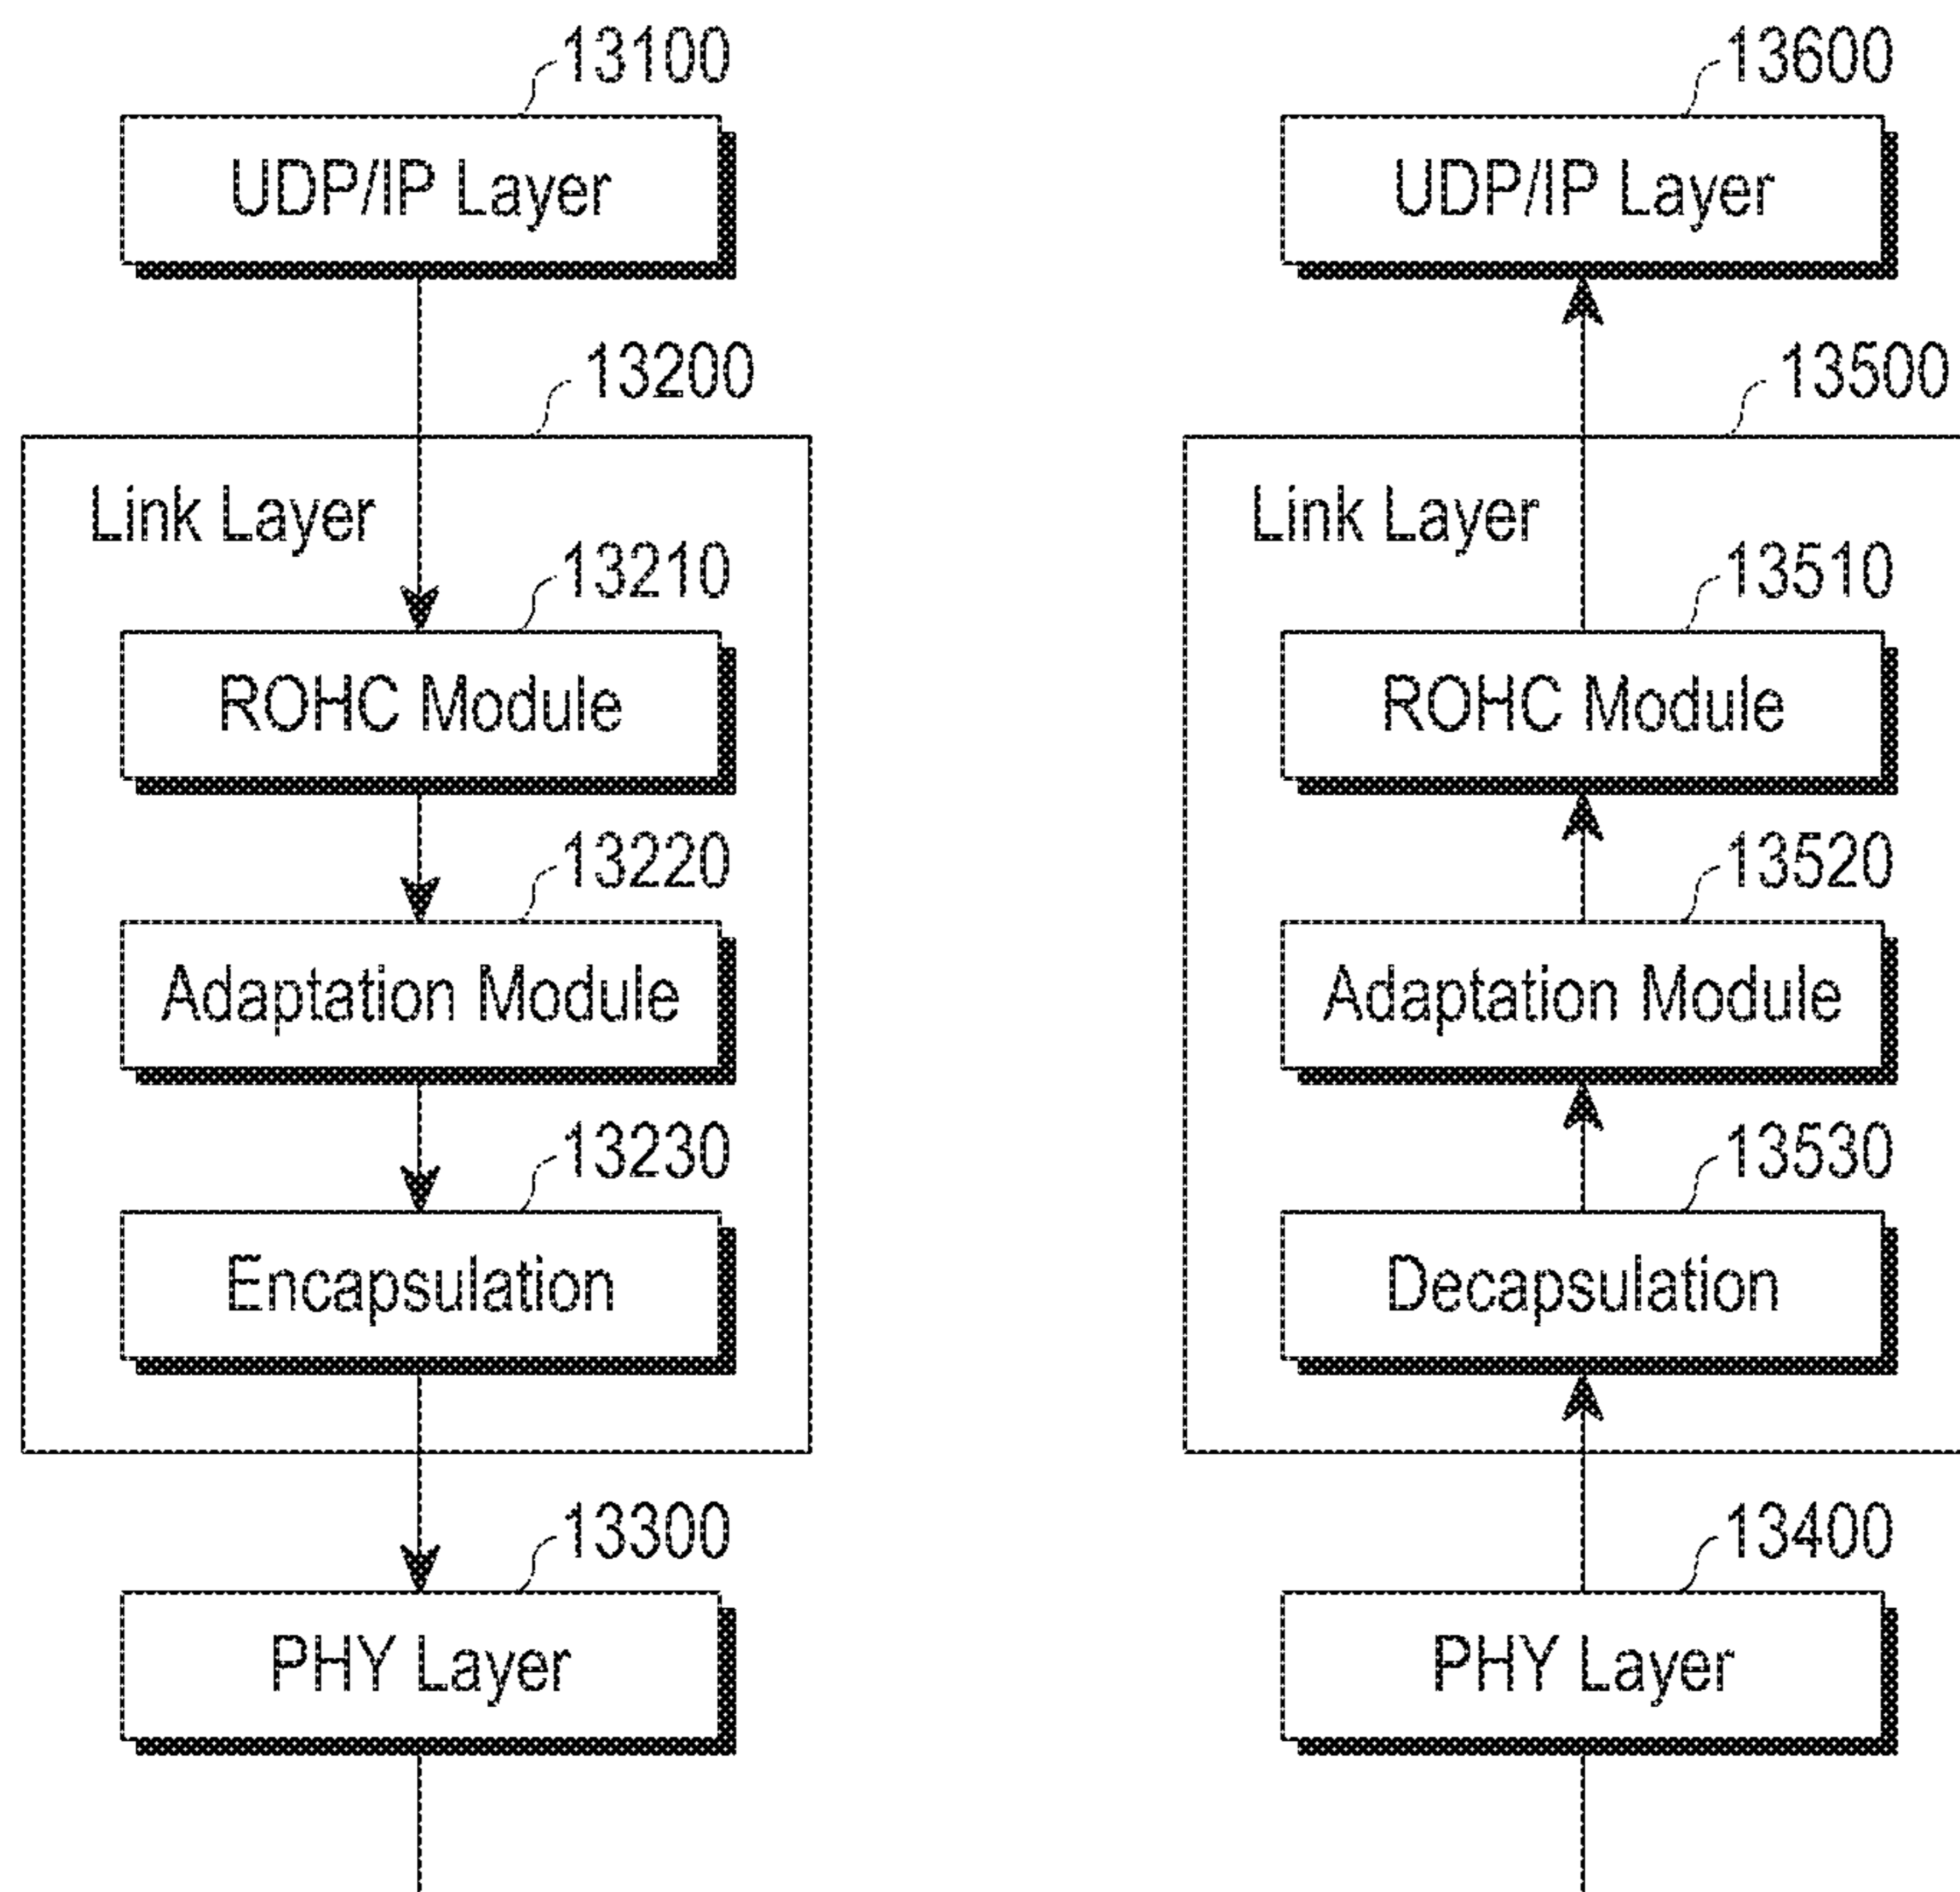 13100
UDP/IP Layer
13200
Link Layer
13210
ROHC Module
13220
Adaptation Module
13230
Encapsulation
13300
PHY Layer
13600
UDP/IP Layer
13500
Link Layer
13510
ROHC Module
13520
Adaptation Module
13530
Decapsulation
13400
PHY Layer